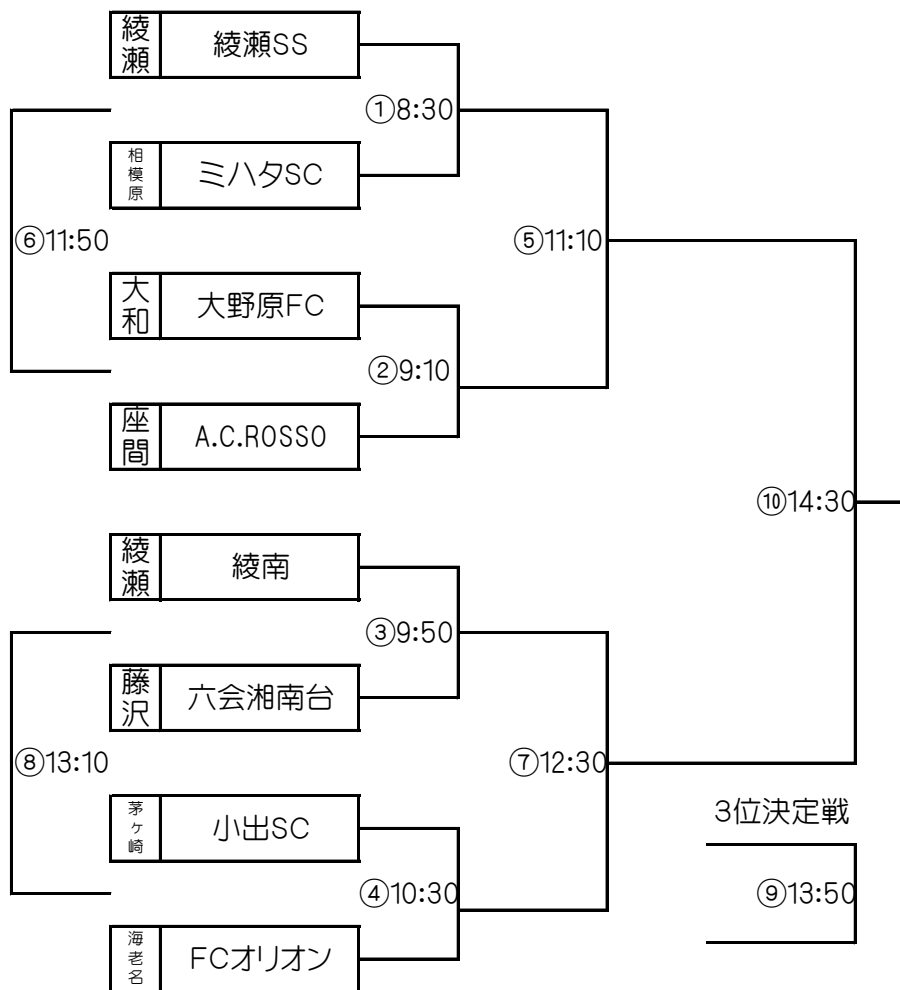 綾瀬 綾瀬SS
①8:30
相模原 ミハタSC
⑥11:50
⑤11:10
大和 大野原FC
②9:10
座間 A.C.ROSSO
⑩14:30
綾瀬 綾南
③9:50
藤沢 六会湘南台
⑧13:10
⑦12:30
茅ヶ崎 小出SC
3位決定戦
④10:30
⑨13:50
海老名 FCオリオン